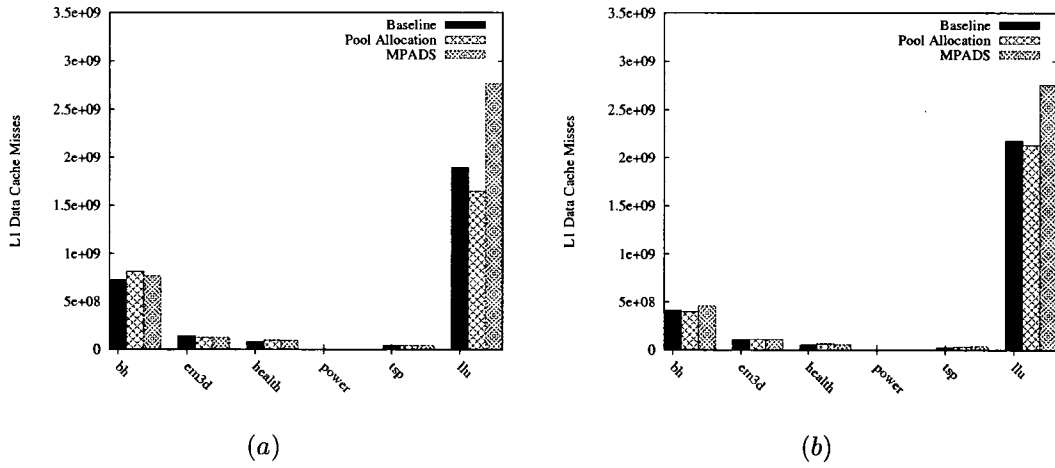 3.5e+09
3e+09
2.5e+09
2e+09
1.5e+09
1e+09
5e+08
0
L1 Data Cache Misses
Baseline
Pool Allocation
MPADS
bh
em3d
health
power
tsp
llu
(a)
3.5e+09
3e+09
2.5e+09
2e+09
1.5e+09
1e+09
5e+08
0
L1 Data Cache Misses
Baseline
Pool Allocation
MPADS
bh
em3d
health
power
tsp
llu
(b)